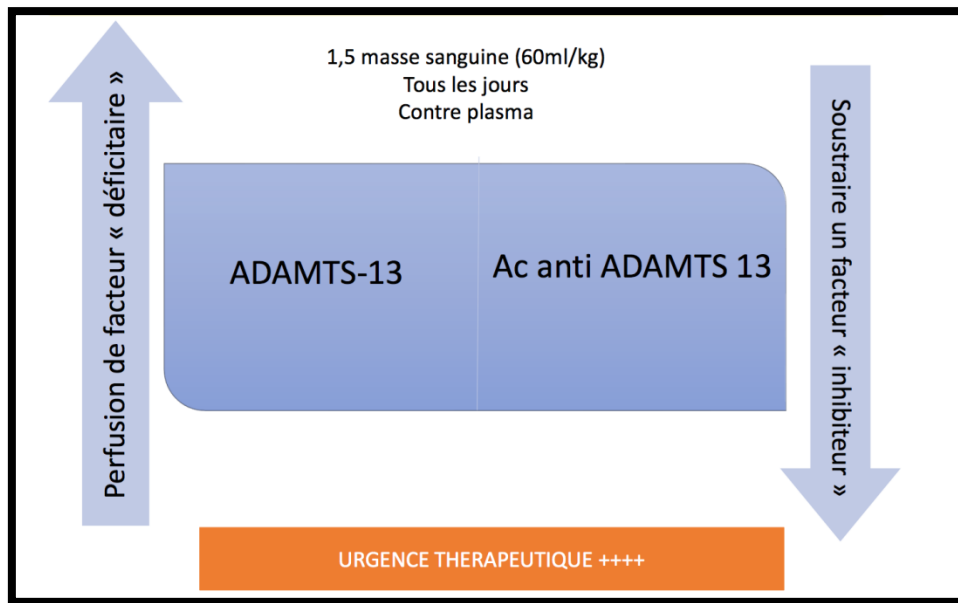 1,5 masse sanguine (60ml/kg)
Tous les jours
Contre plasma
Perfusion de facteur « déficitaire »
ADAMTS-13
Ac anti ADAMTS 13
Soustraire un facteur « inhibiteur »
URGENCE THERAPEUTIQUE ++++